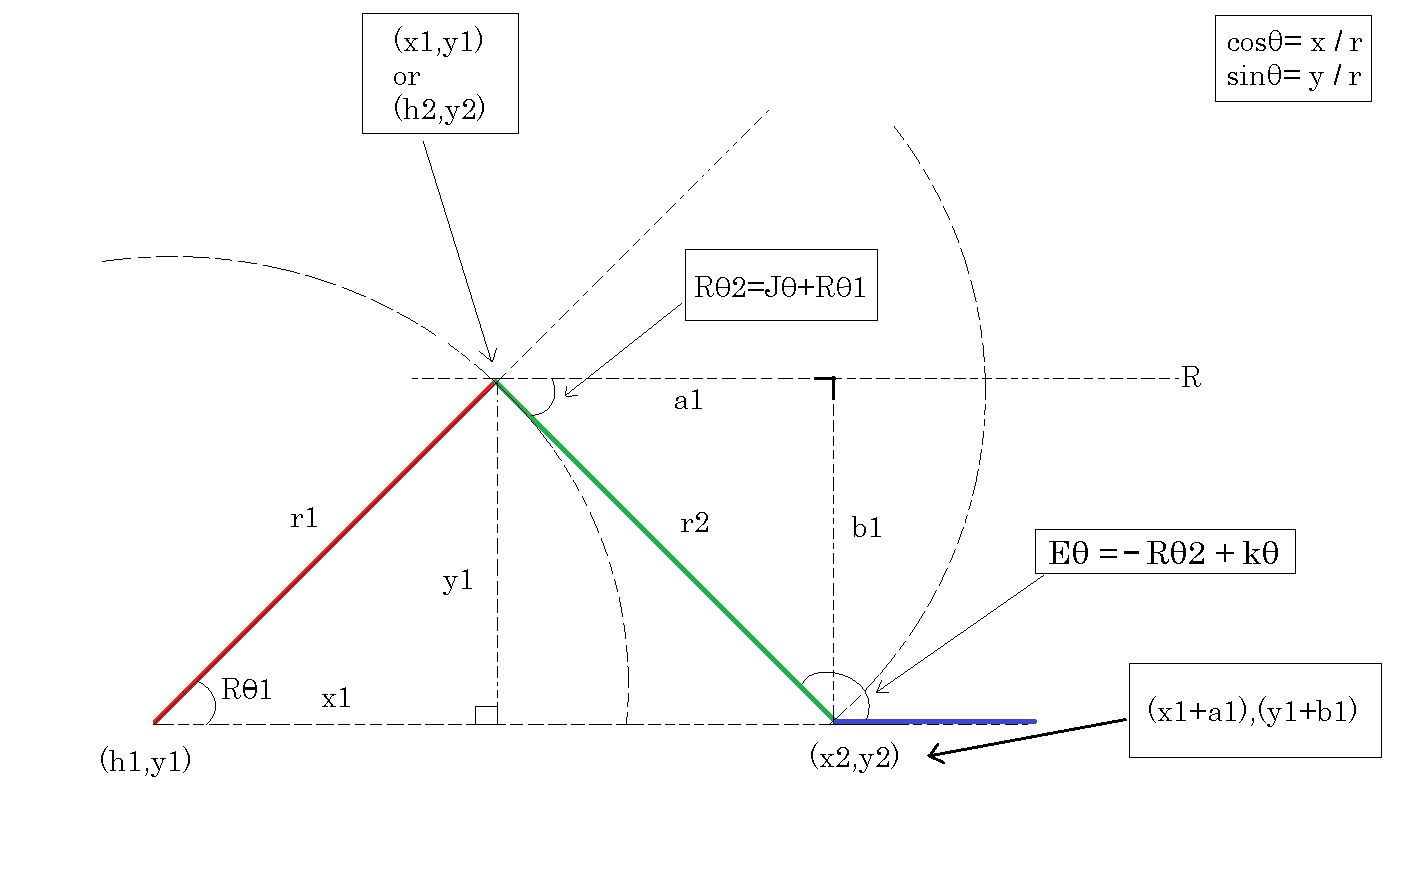 (x1,y1)
or
(h2,y2)
cosθ= x / r
sinθ= y / r
Rθ2=Jθ+Rθ1
R
a1
r1
r2
b1
Eθ =− Rθ2 + kθ
y1
Rθ1
x1
(x1+a1),(y1+b1)
(h1,y1)
(x2,y2)